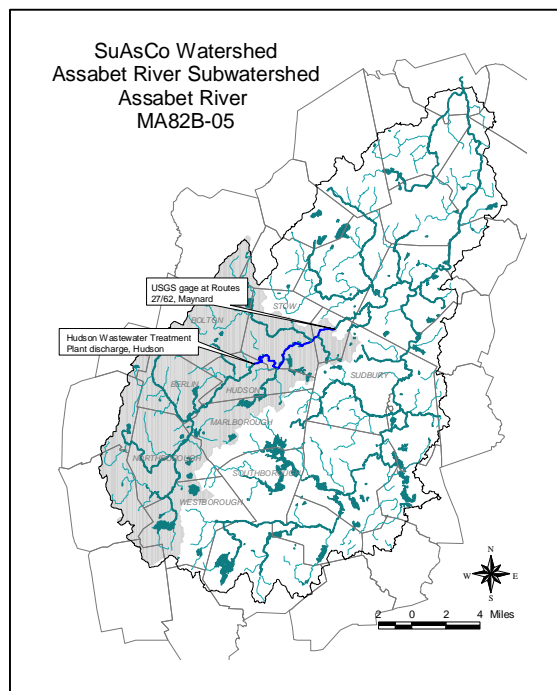 SuAsCo Watershed
Assabet River Subwatershed
Assabet River
MA82B-05
USGS gage at Routes
27/62, Maynard
STOW
BOLTON
Hudson Wastewater Treatment
Plant discharge, Hudson
SUDBURY
BERLIN
HUDSON
MARLBOROUGH
NORTHBOROUGH
SOUTHBOROUGH
WESTBOROUGH
N
W E
S
2 0 2 4 Miles